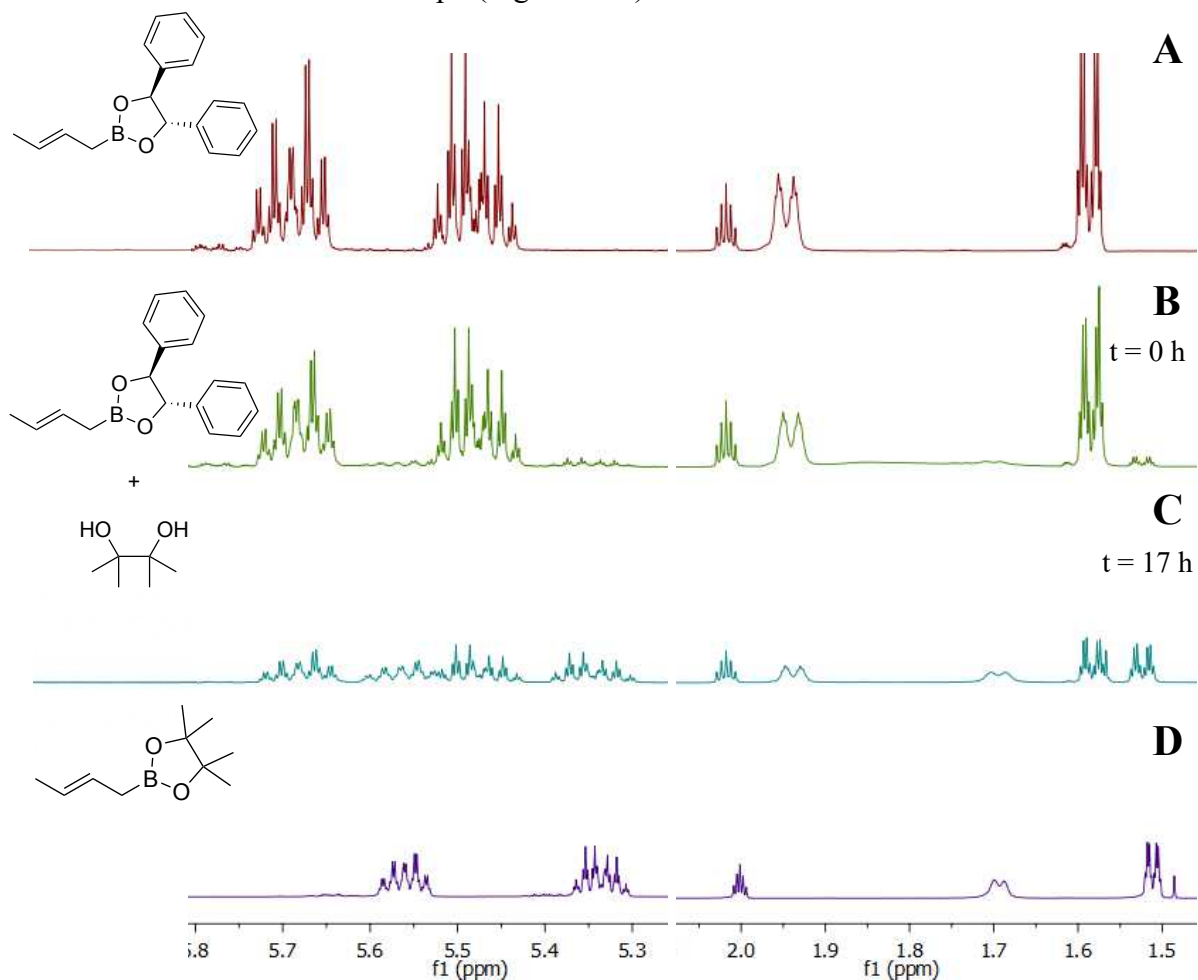 A
O
B
O
B
t = 0 h
O
B
O
+
C
HO
OH
t = 17 h
D
O
B
O
5.8 5.7 5.6 5.5 5.4 5.3 2.0 1.9 1.8 1.7 1.6 1.5
f1 (ppm) f1 (ppm)